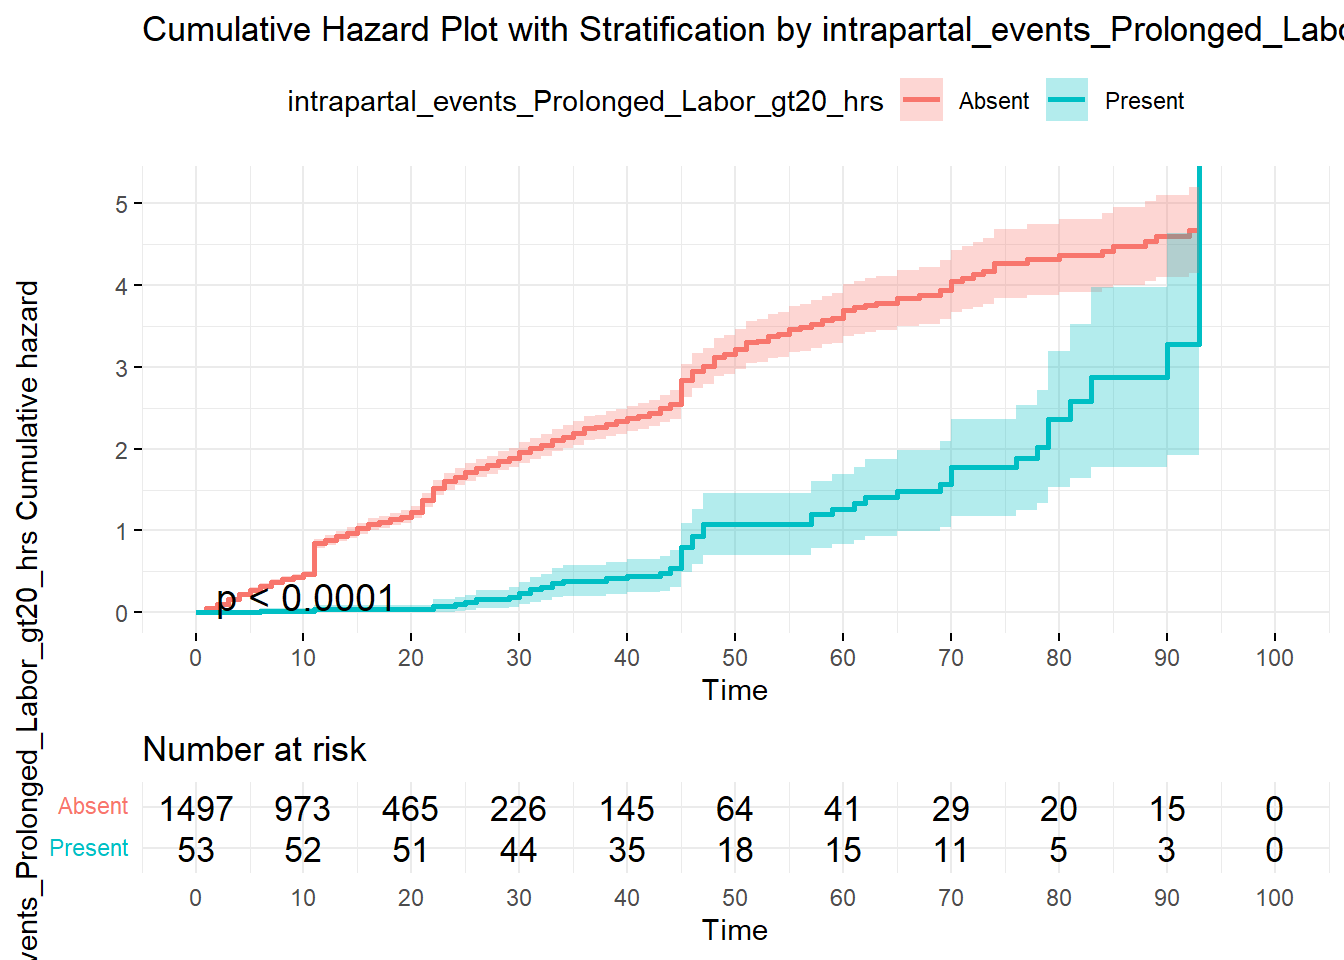 Cumulative Hazard Plot with Stratification by intrapartal_events_Prolonged_Labo
intrapartal_events_Prolonged_Labor_gt20_hrs Absent Present
vents_Prolonged_Labor_gt20_hrs Cumulative hazard
5
4
3
2
1
0
p < 0.0001
0 10 20 30 40 50 60 70 80 90 100
Time
Number at risk
Absent 1497 973 465 226 145 64 41 29 20 15 0
Present 53 52 51 44 35 18 15 11 5 3 0
0 10 20 30 40 50 60 70 80 90 100
Time